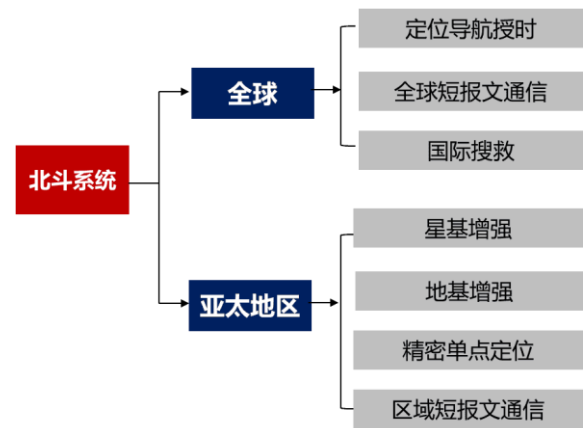 北斗系统
全球
定位导航授时
全球短报文通信
国际搜救
亚太地区
星基增强
地基增强
精密单点定位
区域短报文通信